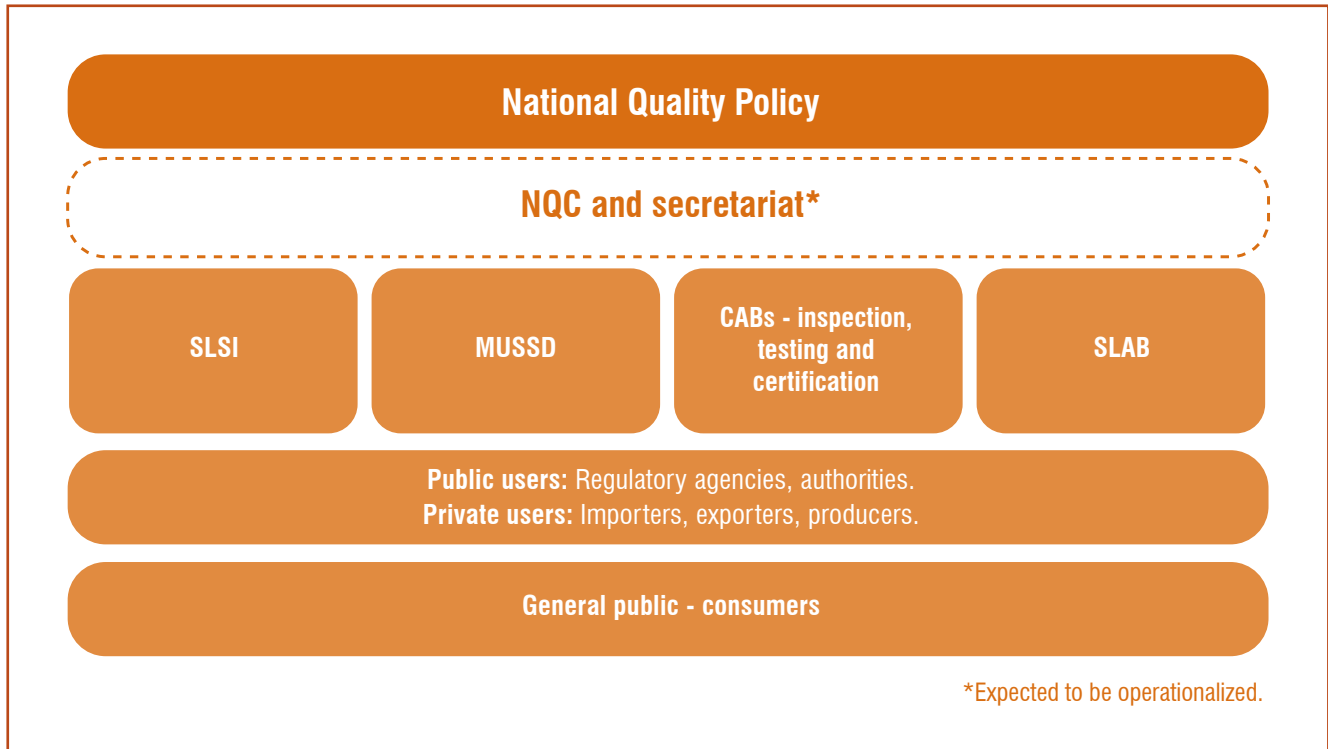 National Quality Policy
NQC and secretariat*
SLSI
MUSSD
CABs - inspection,
testing and
certification
SLAB
Public users: Regulatory agencies, authorities.
Private users: Importers, exporters, producers.
General public - consumers
*Expected to be operationalized.